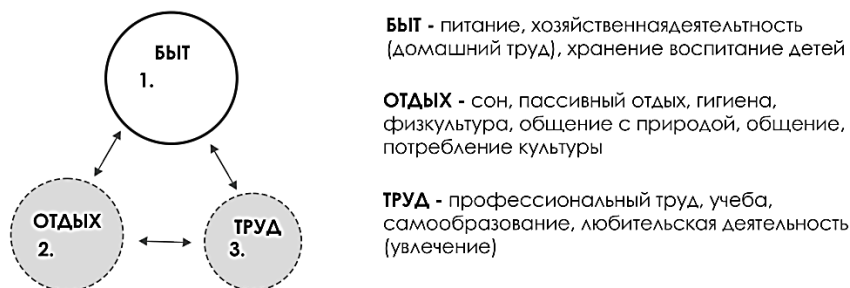 БЫТ
1.
ОТДЫХ
2.
ТРУД
3.
БЫТ - питание, хозяйственнаядеятельтность
(домашний труд), хранение воспитание детей
ОТДЫХ - сон, пассивный отдых, гигиена,
физкультура, общение с природой, общение,
потребление культуры
ТРУД - профессиональный труд, учеба,
самообразование, любительская деятельность
(увлечение)